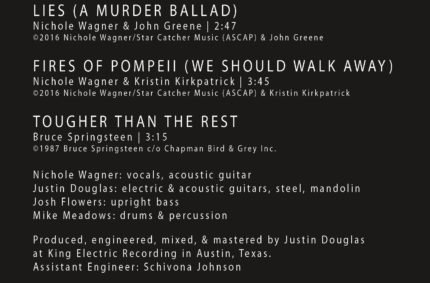 LIES (A MURDER BALLAD)
Nichole Wagner & John Greene | 2:47
©2016 Nichole Wagner/Star Catcher Music (ASCAP) & John Greene
FIRES OF POMPEII (WE SHOULD WALK AWAY)
Nichole Wagner & Kristin Kirkpatrick | 3:45
©2016 Nichole Wagner/Star Catcher Music (ASCAP) & Kristin Kirkpatrick
TOUGHER THAN THE REST
Bruce Springsteen | 3:15
©1987 Bruce Springsteen c/o Chapman Bird & Grey Inc.
Nichole Wagner: vocals, acoustic guitar
Justin Douglas: electric & acoustic guitars, steel, mandolin
Josh Flowers: upright bass
Mike Meadows: drums & percussion
Produced, engineered, mixed, & mastered by Justin Douglas
at King Electric Recording in Austin, Texas.
Assistant Engineer: Schivona Johnson